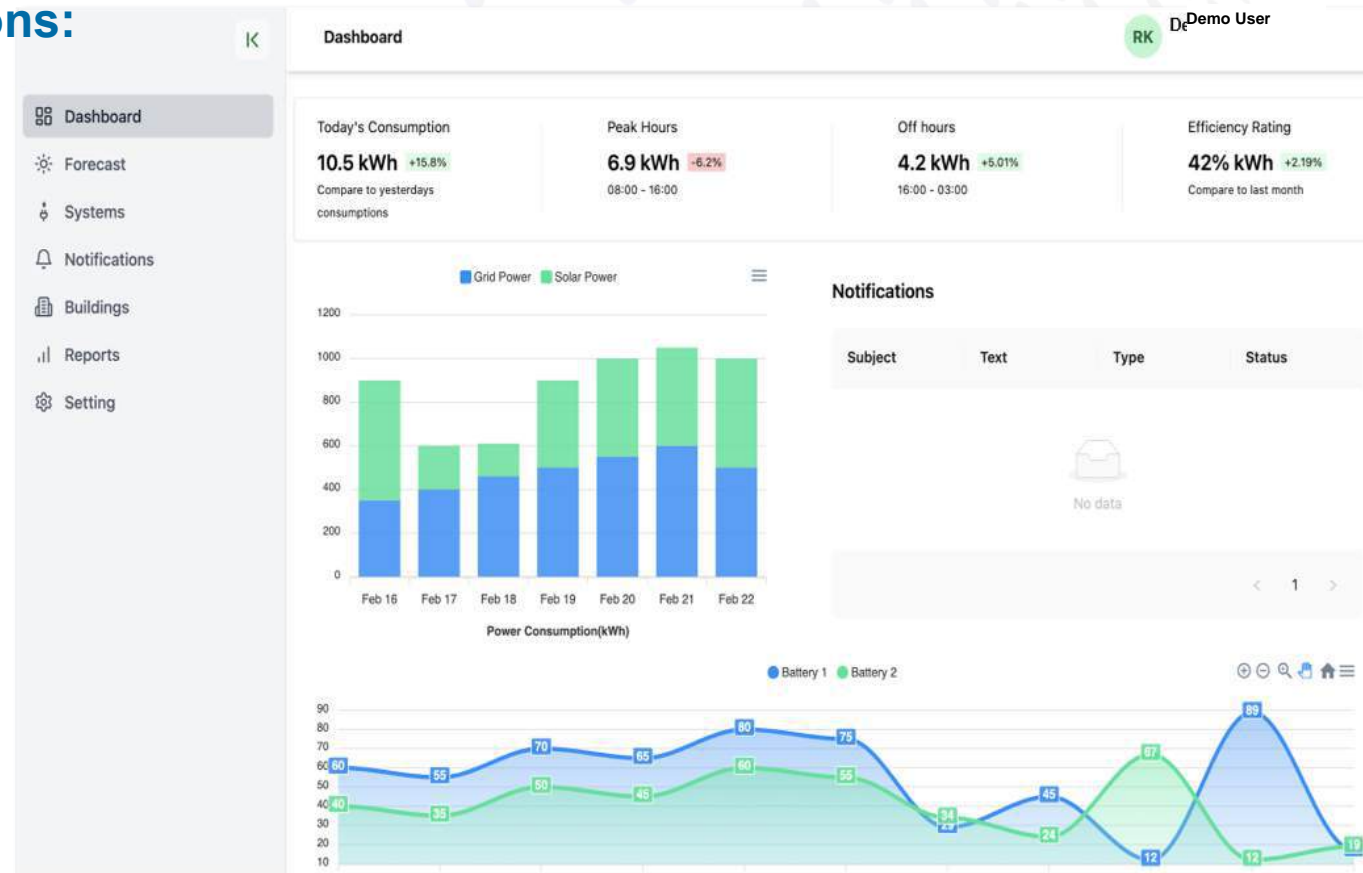 ons:
Dashboard
RK
De
Demo User
Dashboard
Forecast
Systems
Notifications
Buildings
Reports
Setting
Today's Consumption
10.5 kWh +15.8%
Compare to yesterdays
consumptions
Peak Hours
6.9 kWh -6.2%
08:00 - 16:00
Off hours
4.2 kWh +5.01%
16:00 - 03:00
Efficiency Rating
42% kWh +2.19%
Compare to last month
Grid Power Solar Power
1200
1000
800
600
400
200
0
Feb 16 Feb 17 Feb 18 Feb 19 Feb 20 Feb 21 Feb 22
Power Consumption(kWh)
Notifications
Subject Text Type Status
No data
< 1 >
Battery 1 Battery 2
90
80
70
60
50
40
30
20
10
60 55 70 65 80 75 45 12 89
40 35 50 45 60 55 34 24 67 12 19